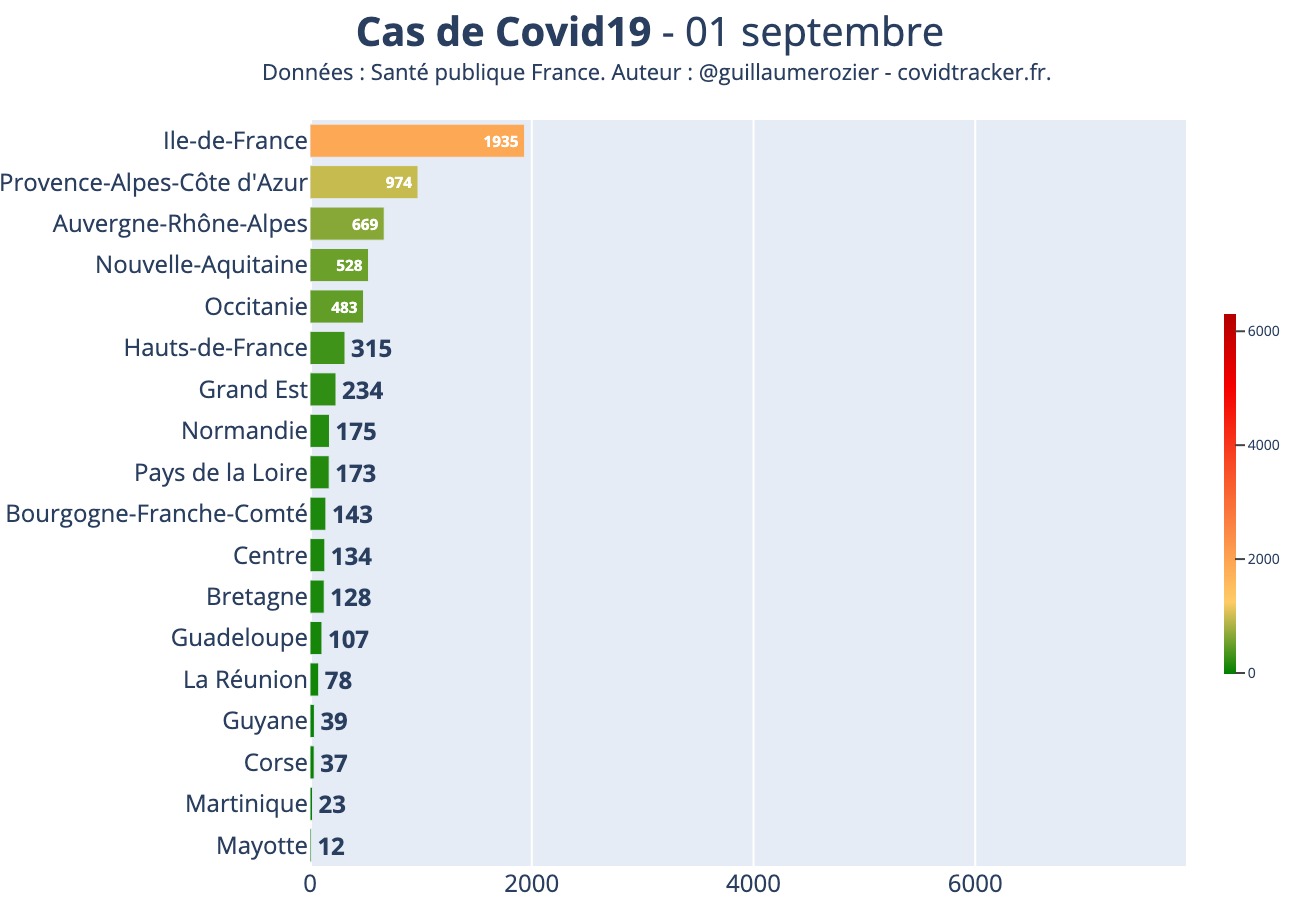 Cas de Covid19 - 01 septembre
Données : Santé publique France. Auteur : @guillaumerozier - covidtracker.fr.
Ile-de-France 1935
Provence-Alpes-Côte d'Azur 974
Auvergne-Rhône-Alpes 669
Nouvelle-Aquitaine 528
Occitanie 483
Hauts-de-France 315
Grand Est 234
Normandie 175
Pays de la Loire 173
Bourgogne-Franche-Comté 143
Centre 134
Bretagne 128
Guadeloupe 107
La Réunion 78
Guyane 39
Corse 37
Martinique 23
Mayotte 12
0 2000 4000 6000
6000
4000
2000
0